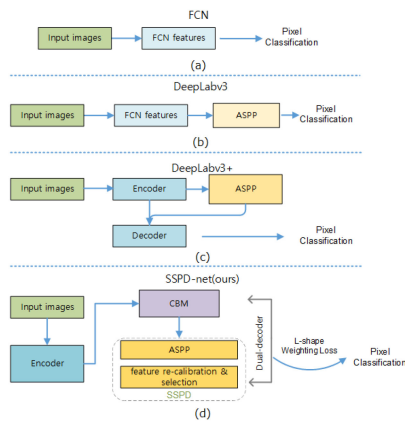 FCN
Input images
FCN features
Pixel
Classification
(a)
DeepLabv3
Input images
FCN features
ASPP
Pixel
Classification
(b)
DeepLabv3+
Input images
Encoder
ASPP
Decoder
Pixel
Classification
(c)
SSPD-net(ours)
Input images
CBM
Encoder
ASPP
feature re-calibration &
selection
SSPD
Dual-decoder
L-shape
Weighting Loss
Pixel
Classification
(d)